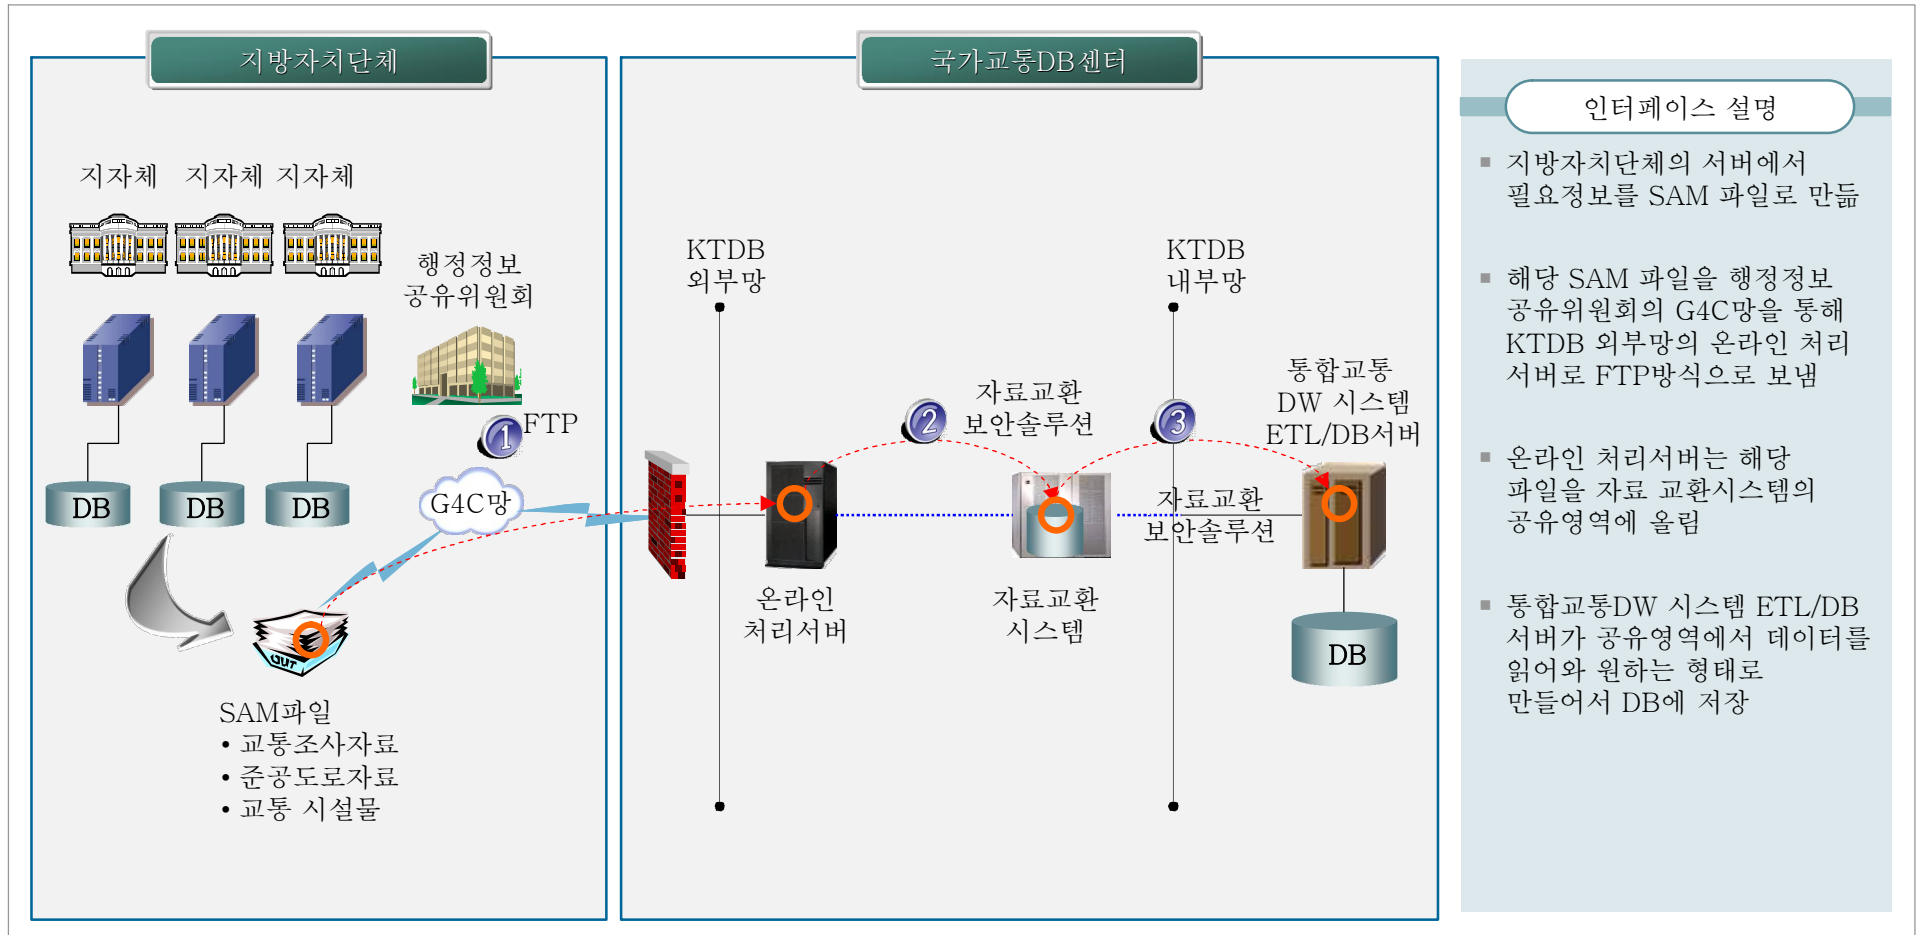 지방자치단체
국가교통DB센터
지자체
지자체
지자체
행정정보
공유위원회
1
FTP
DB
DB
DB
G4C망
OUT
SAM파일
• 교통조사자료
• 준공도로자료
• 교통 시설물
KTDB
외부망
KTDB
내부망
2
자료교환
보안솔루션
3
통합교통
DW 시스템
ETL/DB서버
자료교환
보안솔루션
온라인
처리서버
자료교환
시스템
DB
인터페이스 설명
▪ 지방자치단체의 서버에서
필요정보를 SAM 파일로 만듦
▪ 해당 SAM 파일을 행정정보
공유위원회의 G4C망을 통해
KTDB 외부망의 온라인 처리
서버로 FTP방식으로 보냄
▪ 온라인 처리서버는 해당
파일을 자료 교환시스템의
공유영역에 올림
▪ 통합교통DW 시스템 ETL/DB
서버가 공유영역에서 데이터를
읽어와 원하는 형태로
만들어서 DB에 저장